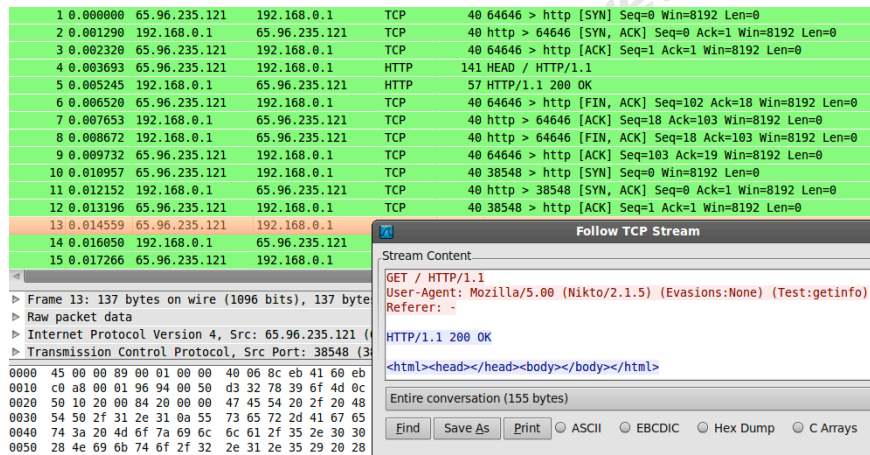 1 0.000000 65.96.235.121 192.168.0.1 TCP 40 64646 > http [SYN] Seq=0 Win=8192 Len=0
2 0.001290 192.168.0.1 65.96.235.121 TCP 40 http > 64646 [SYN, ACK] Seq=0 Ack=1 Win=8192 Len=0
3 0.002320 65.96.235.121 192.168.0.1 TCP 40 64646 > http [ACK] Seq=1 Ack=1 Win=8192 Len=0
4 0.003693 65.96.235.121 192.168.0.1 HTTP 141 HEAD / HTTP/1.1
5 0.005245 192.168.0.1 65.96.235.121 HTTP 57 HTTP/1.1 200 OK
6 0.006520 65.96.235.121 192.168.0.1 TCP 40 64646 > http [FIN, ACK] Seq=102 Ack=18 Win=8192 Len=0
7 0.007653 192.168.0.1 65.96.235.121 TCP 40 http > 64646 [ACK] Seq=18 Ack=103 Win=8192 Len=0
8 0.008672 192.168.0.1 65.96.235.121 TCP 40 http > 64646 [FIN, ACK] Seq=18 Ack=103 Win=8192 Len=0
9 0.009732 65.96.235.121 192.168.0.1 TCP 40 64646 > http [ACK] Seq=103 Ack=19 Win=8192 Len=0
10 0.010957 65.96.235.121 192.168.0.1 TCP 40 38548 > http [SYN] Seq=0 Win=8192 Len=0
11 0.012152 192.168.0.1 65.96.235.121 TCP 40 http > 38548 [SYN, ACK] Seq=0 Ack=1 Win=8192 Len=0
12 0.013196 65.96.235.121 192.168.0.1 TCP 40 38548 > http [ACK] Seq=1 Ack=1 Win=8192 Len=0
13 0.014559 65.96.235.121 192.168.0.1
14 0.016050 192.168.0.1 65.96.235.121
15 0.017266 65.96.235.121 192.168.0.1
Frame 13: 137 bytes on wire (1096 bits), 137 byte
Raw packet data
Internet Protocol Version 4, Src: 65.96.235.121 (
Transmission Control Protocol, Src Port: 38548 (3
0000 45 00 00 89 00 01 00 00 40 06 8c eb 41 60 eb
0010 c0 a8 00 01 96 94 00 50 d3 32 78 39 6f 4d 0c
0020 50 10 20 00 84 20 00 00 47 45 54 20 2f 20 48
0030 54 50 2f 31 2e 31 0a 55 73 65 72 2d 41 67 65
0040 74 3a 20 4d 6f 7a 69 6c 6c 61 2f 35 2e 30 30
0050 28 4e 69 6b 74 6f 2f 32 2e 31 2e 35 29 20 28
Follow TCP Stream
Stream Content
GET / HTTP/1.1
User-Agent: Mozilla/5.00 (Nikto/2.1.5) (Evasions:None) (Test:getinfo)
Referer: -
HTTP/1.1 200 OK
<html><head></head><body></body></html>
Entire conversation (155 bytes)
Find Save As Print ASCII EBCDIC Hex Dump C Arrays